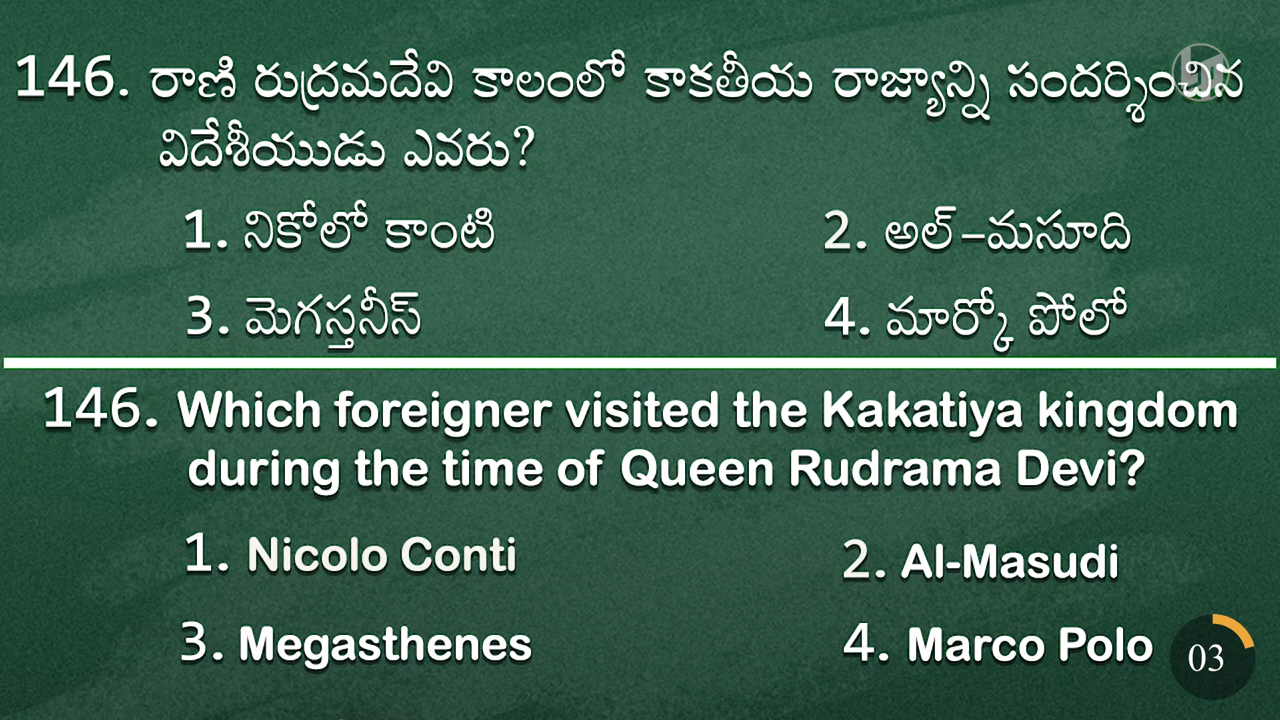 146. రాణి రుద్రమదేవి కాలంలో కాకతీయ రాజ్యాన్ని సందర్శించిన
విదేశీయుడు ఎవరు?
1. నికోలో కాంటి 2. అల్-మసూది
3. మెగస్తనీస్ 4. మార్కో పోలో
146. Which foreigner visited the Kakatiya kingdom
during the time of Queen Rudrama Devi?
1. Nicolo Conti 2. Al-Masudi
3. Megasthenes 4. Marco Polo
03